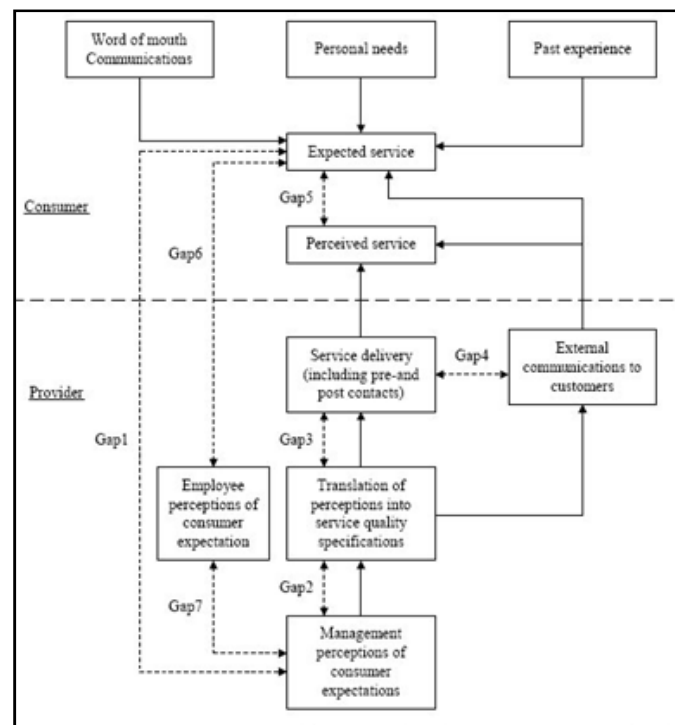 Word of mouth
Communications
Personal needs
Past experience
Expected service
Gap5
Consumer
Gap6
Perceived service
Service delivery
(including pre-and
post contacts)
Gap4
External
communications to
customers
Provider
Gap1
Gap3
Employee
perceptions of
consumer
expectation
Translation of
perceptions into
service quality
specifications
Gap2
Gap7
Management
perceptions of
consumer
expectations